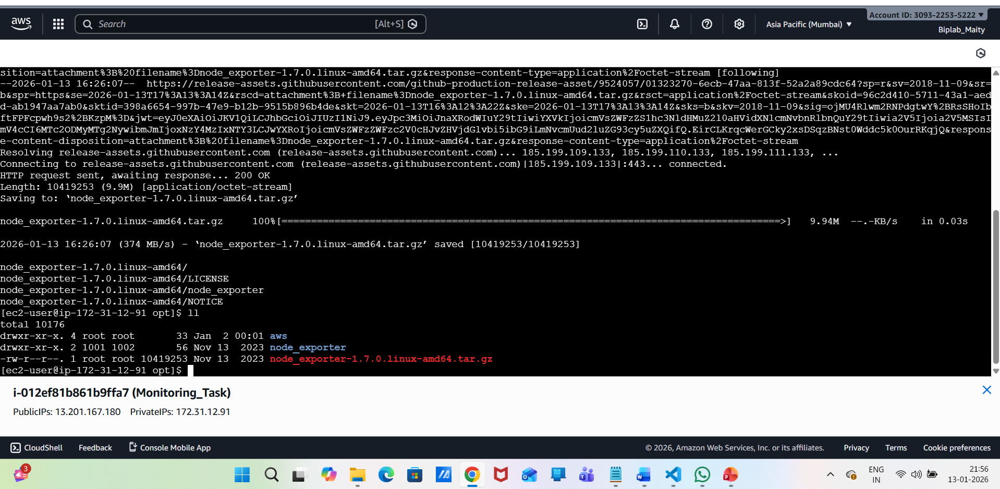 aws
Search
[Alt+S]
Asia Pacific (Mumbai) ▼
Account ID: 3093-2253-5222 ▼
Biplab_Maity
sition=attachment%3B%20filename%3Dnode_exporter-1.7.0.linux-amd64.tar.gz&response-content-type=application%2Foctet-stream [following]
--2026-01-13 16:26:07--  https://release-assets.githubusercontent.com/github-production-release-asset/9524057/01323270-6ecb-47aa-813f-52a2a89cdc64?sp=r&sv=2018-11-09&sr=
b&spr=https&se=2026-01-13T17%3A13%3A14Z&rscd=attachment%3B+filename%3Dnode_exporter-1.7.0.linux-amd64.tar.gz&rsct=application%2Foctet-stream&skoid=96c2d410-5711-43a1-aed
d-ab1947aa7ab0&sktid=398a6654-997b-47e9-b12b-9515b896b4de&skt=2026-01-13T16%3A12%3A22Z&ske=2026-01-13T17%3A13%3A14Z&sks=b&skv=2018-11-09&sig=ojMU4Rlwm2RNPdgtwY%2BRsSHoIb
ftFPFcpwh9s2%2BKzpM%3D&jwt=eyJ0eXAiOiJKV1QiLCJhbGciOiJIUzI1NiJ9.eyJpc3MiOiJnaXRodWIuY29tIiwiYXVkIjoicmVsZWFzZS1hc3NldHMuZ2l0aHVidXNlcmNvbnRlbnQuY29tIiwia2V5Ijoia2V5MSIsI
mV4cCI6MTc2ODMyMTg2NywibmJmIjoxNzY4MzIxNTY3LCJwYXRoIjoicmVsZWFzZWFzc2V0cHJvZHVjdGlvbi5ibG9iLmNvcmUud2luZG93cy5uZXQifQ.EirCLKrqcWerGCky2xsDSqzBNst0Wddc5k0OurRKqjQ&respons
e-content-disposition=attachment%3B%20filename%3Dnode_exporter-1.7.0.linux-amd64.tar.gz&response-content-type=application%2Foctet-stream
Resolving release-assets.githubusercontent.com (release-assets.githubusercontent.com)... 185.199.109.133, 185.199.110.133, 185.199.111.133, ...
Connecting to release-assets.githubusercontent.com (release-assets.githubusercontent.com)|185.199.109.133|:443... connected.
HTTP request sent, awaiting response... 200 OK
Length: 10419253 (9.9M) [application/octet-stream]
Saving to: ‘node_exporter-1.7.0.linux-amd64.tar.gz’
node_exporter-1.7.0.linux-amd64.tar.gz     100%[=====================================================================================>]   9.94M  --.-KB/s    in 0.03s
2026-01-13 16:26:07 (374 MB/s) - ‘node_exporter-1.7.0.linux-amd64.tar.gz’ saved [10419253/10419253]
node_exporter-1.7.0.linux-amd64/
node_exporter-1.7.0.linux-amd64/LICENSE
node_exporter-1.7.0.linux-amd64/node_exporter
node_exporter-1.7.0.linux-amd64/NOTICE
[ec2-user@ip-172-31-12-91 opt]$ ll
total 10176
drwxr-xr-x. 4 root root       33 Jan  2 00:01 aws
drwxr-xr-x. 2 1001 1002       56 Nov 13  2023 node_exporter
-rw-r--r--. 1 root root 10419253 Nov 13  2023 node_exporter-1.7.0.linux-amd64.tar.gz
[ec2-user@ip-172-31-12-91 opt]$
i-012ef81b861b9ffa7 (Monitoring_Task)
PublicIPs: 13.201.167.180    PrivateIPs: 172.31.12.91
CloudShell
Feedback
Console Mobile App
© 2026, Amazon Web Services, Inc. or its affiliates.
Privacy
Terms
Cookie preferences
3
ENG
IN
21:56
13-01-2026